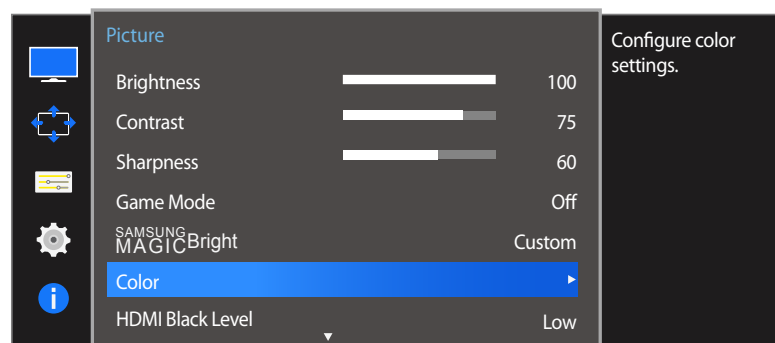 Picture
Brightness 100
Contrast 75
Sharpness 60
Game Mode Off
SAMSUNG
MAGICBright Custom
Color
HDMI Black Level Low
Configure color
settings.